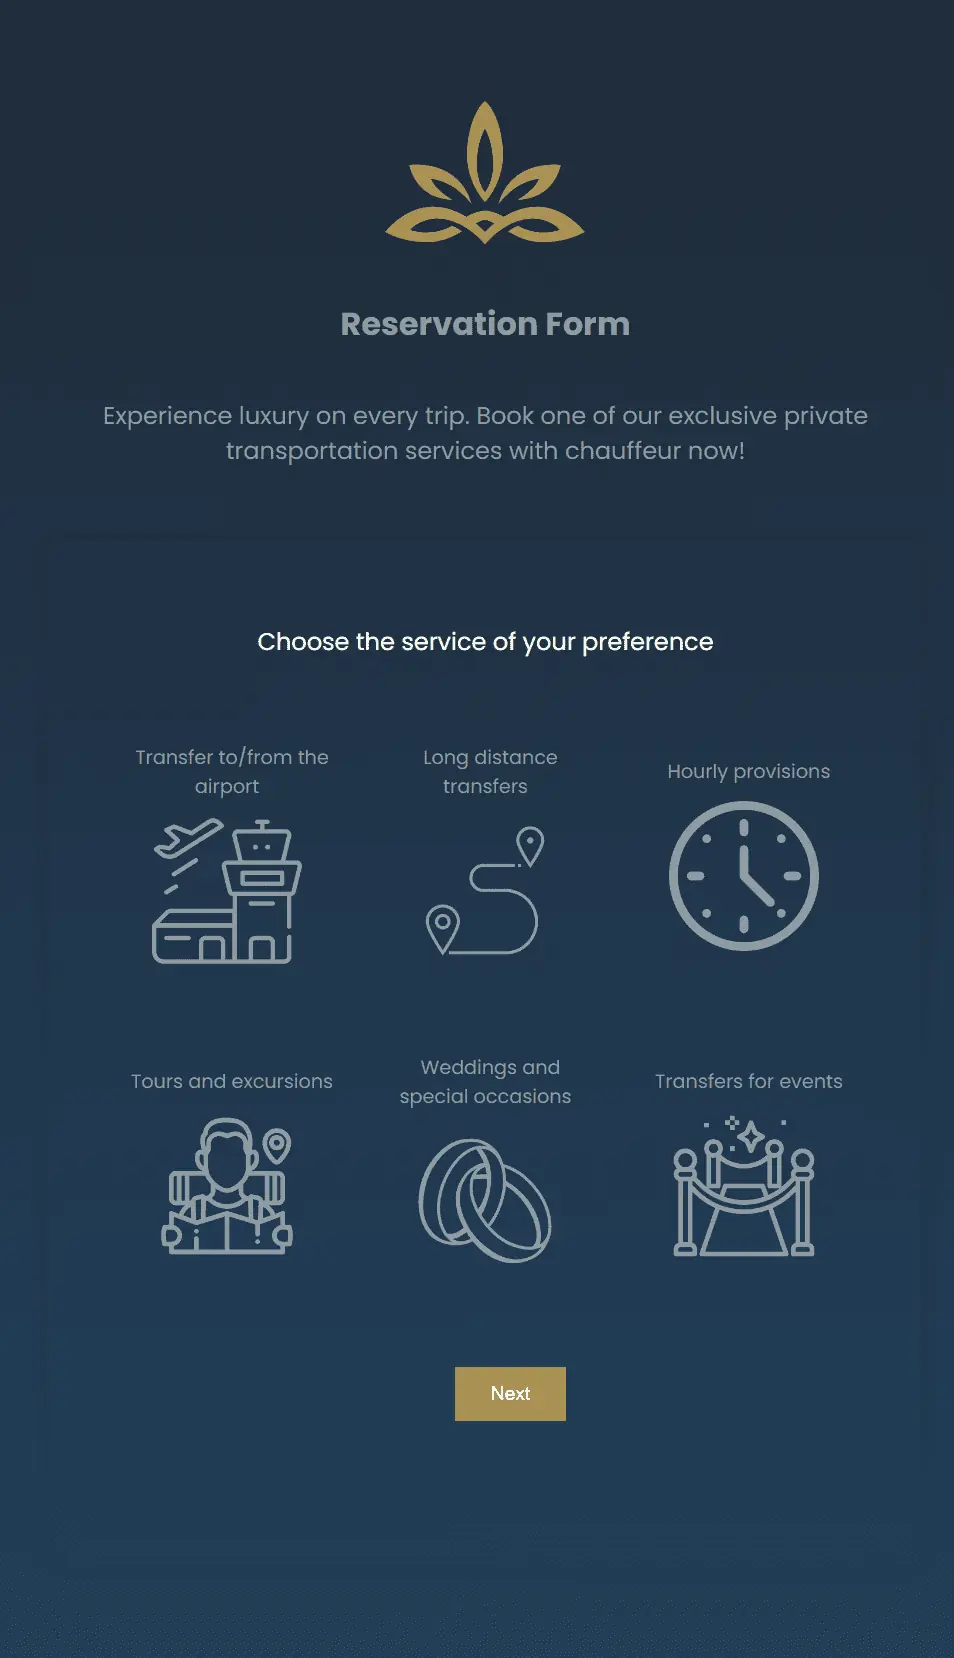 Reservation Form
Experience luxury on every trip. Book one of our exclusive private
transportation services with chauffeur now!
Choose the service of your preference
Transfer to/from the
airport
Long distance
transfers
Hourly provisions
Tours and excursions
Weddings and
special occasions
Transfers for events
Next